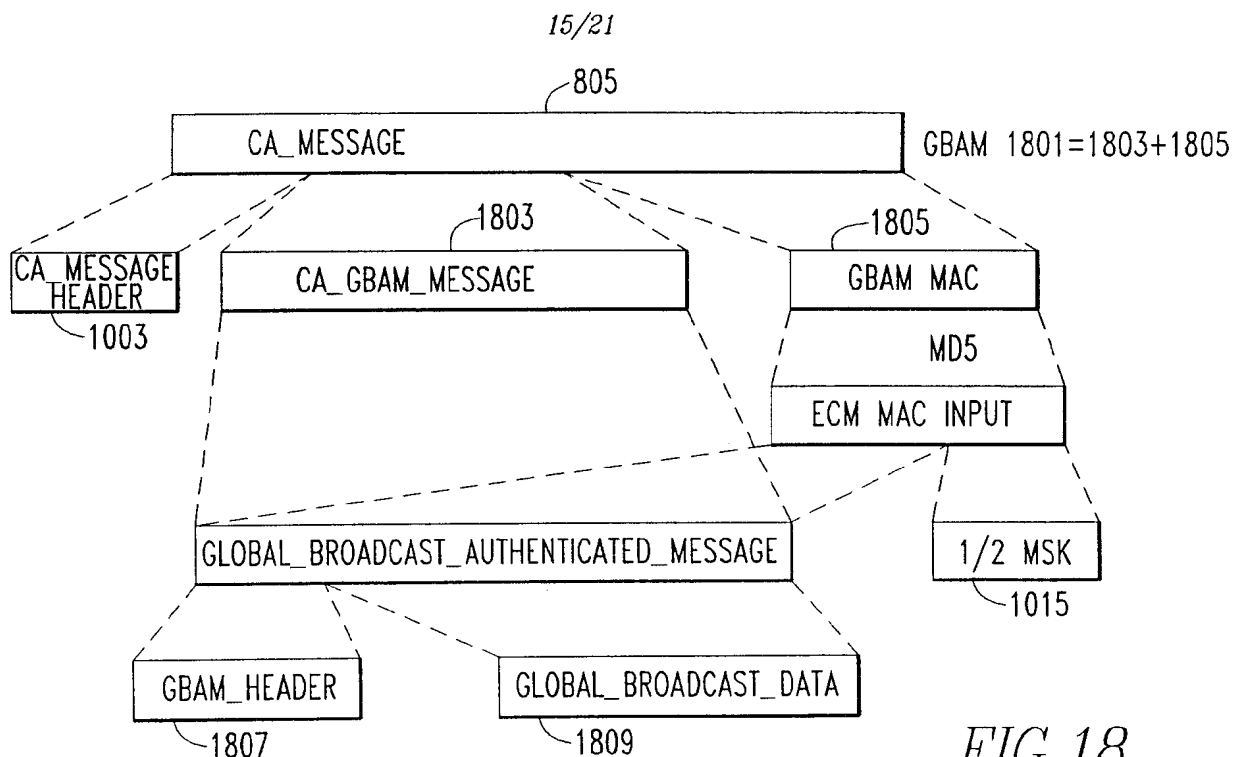 15/21
805
CA_MESSAGE
GBAM 1801=1803+1805
1803
1805
CA_MESSAGE
HEADER
CA_GBAM_MESSAGE
GBAM MAC
1003
MD5
ECM MAC INPUT
GLOBAL_BROADCAST_AUTHENTICATED_MESSAGE
1/2 MSK
1015
GBAM_HEADER
GLOBAL_BROADCAST_DATA
1807
1809
FIG. 18